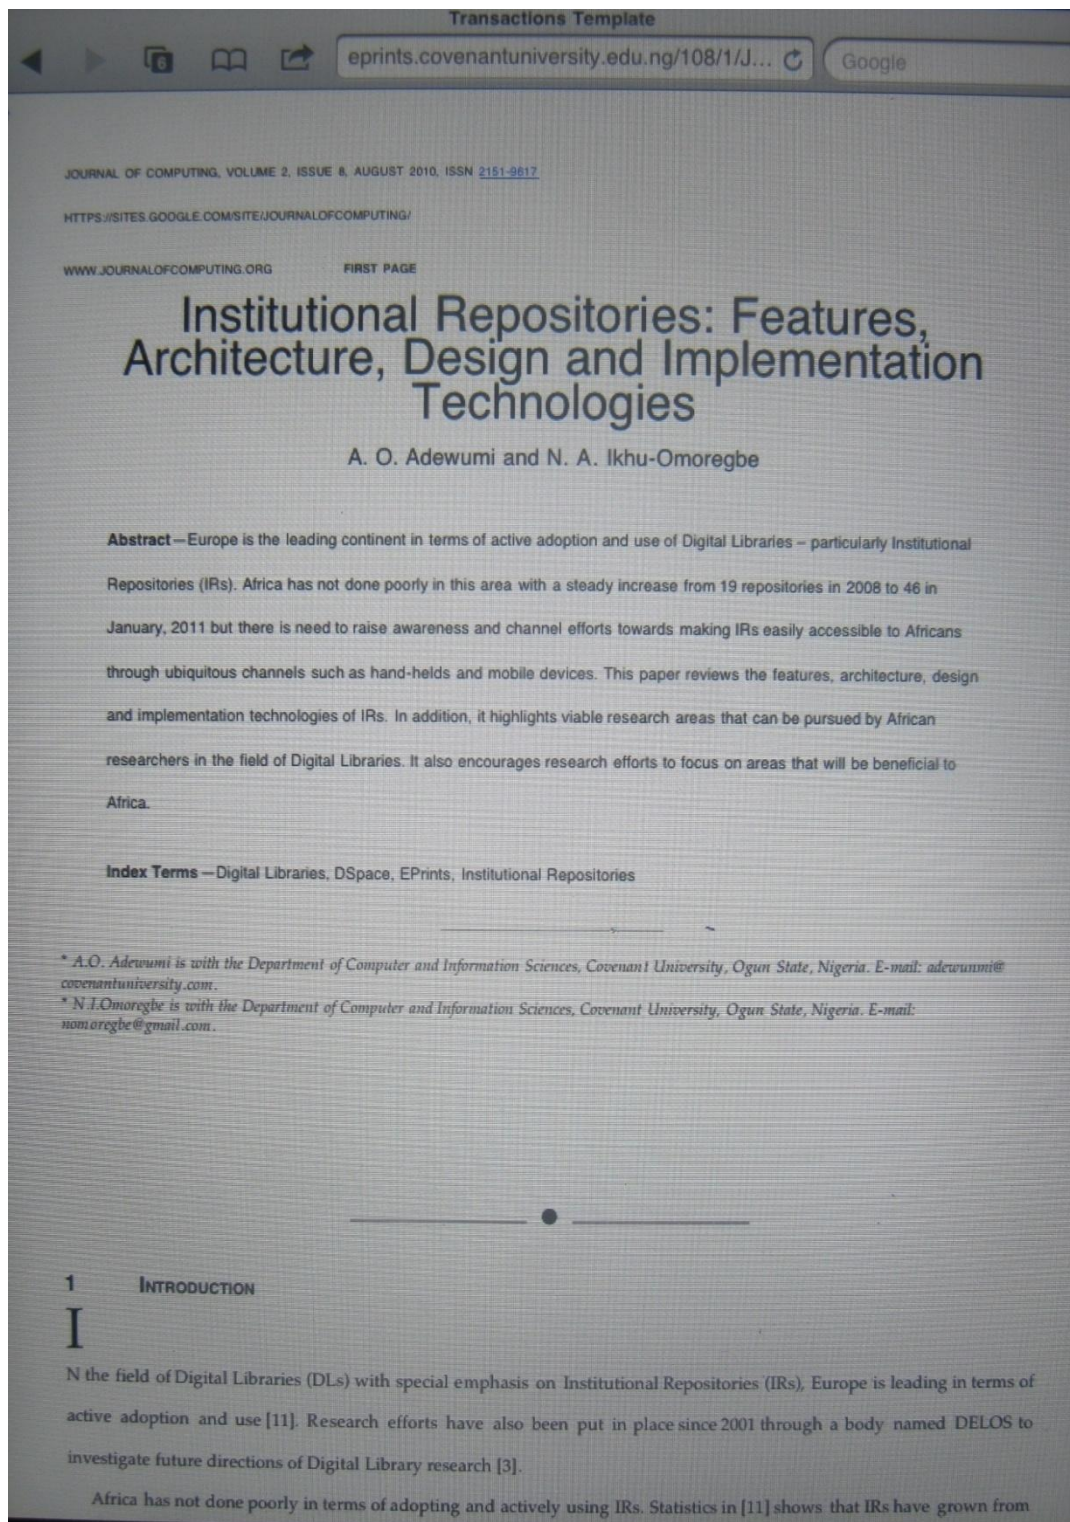 Transactions Template
6
eprints.covenantuniversity.edu.ng/108/1/J...
Google
JOURNAL OF COMPUTING, VOLUME 2, ISSUE 8, AUGUST 2010, ISSN 2151-9617
HTTPS://SITES.GOOGLE.COM/SITE/JOURNALOFCOMPUTING/
WWW.JOURNALOFCOMPUTING.ORG FIRST PAGE
Institutional Repositories: Features,
Architecture, Design and Implementation
Technologies
A. O. Adewumi and N. A. Ikhu-Omoregbe
Abstract—Europe is the leading continent in terms of active adoption and use of Digital Libraries – particularly Institutional
Repositories (IRs). Africa has not done poorly in this area with a steady increase from 19 repositories in 2008 to 46 in
January, 2011 but there is need to raise awareness and channel efforts towards making IRs easily accessible to Africans
through ubiquitous channels such as hand-helds and mobile devices. This paper reviews the features, architecture, design
and implementation technologies of IRs. In addition, it highlights viable research areas that can be pursued by African
researchers in the field of Digital Libraries. It also encourages research efforts to focus on areas that will be beneficial to
Africa.
Index Terms—Digital Libraries, DSpace, EPrints, Institutional Repositories
* A.O. Adewumi is with the Department of Computer and Information Sciences, Covenant University, Ogun State, Nigeria. E-mail: adewunmi@
covenantuniversity.com.
* N.I.Omoregbe is with the Department of Computer and Information Sciences, Covenant University, Ogun State, Nigeria. E-mail:
nomoregbe@gmail.com.
1 INTRODUCTION
I
N the field of Digital Libraries (DLs) with special emphasis on Institutional Repositories (IRs), Europe is leading in terms of
active adoption and use [11]. Research efforts have also been put in place since 2001 through a body named DELOS to
investigate future directions of Digital Library research [3].
Africa has not done poorly in terms of adopting and actively using IRs. Statistics in [11] shows that IRs have grown from